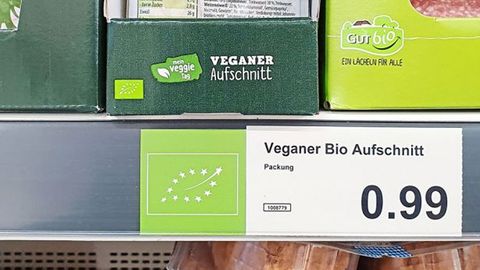 mein
veggie
tag
VEGANER
Aufschnitt
GUT bio
EIN LÄCHELN FÜR ALLE
Veganer Bio Aufschnitt
Packung
1008779
0.99